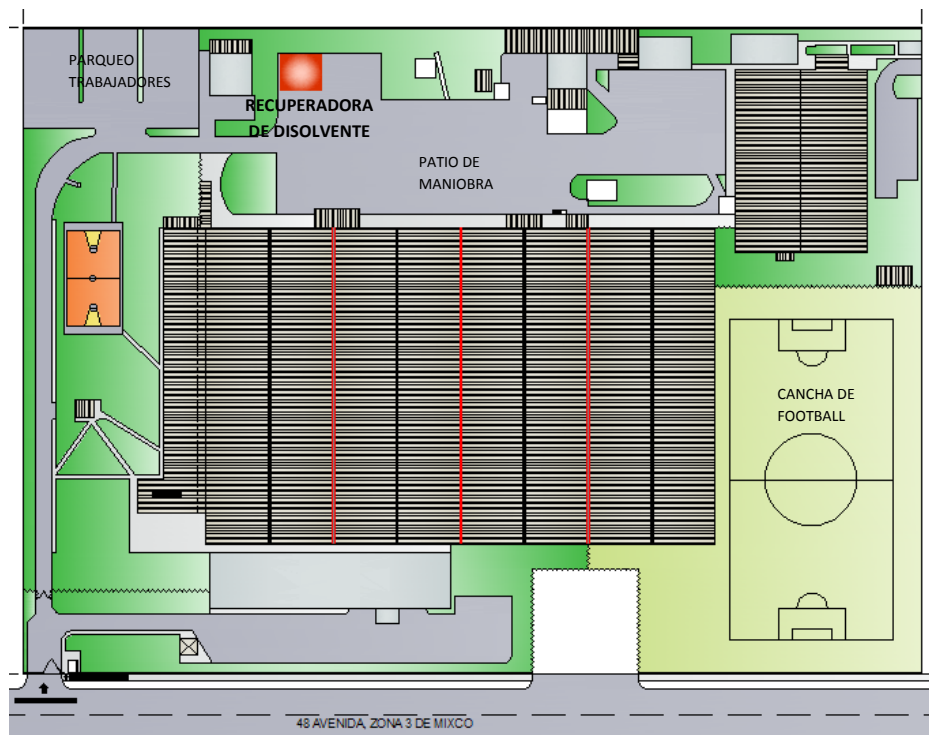 PARQUEO
TRABAJADORES
RECUPERADORA
DE DISOLVENTE
PATIO DE
MANIOBRA
CANCHA DE
FOOTBALL
48 AVENIDA, ZONA 3 DE MIXCO